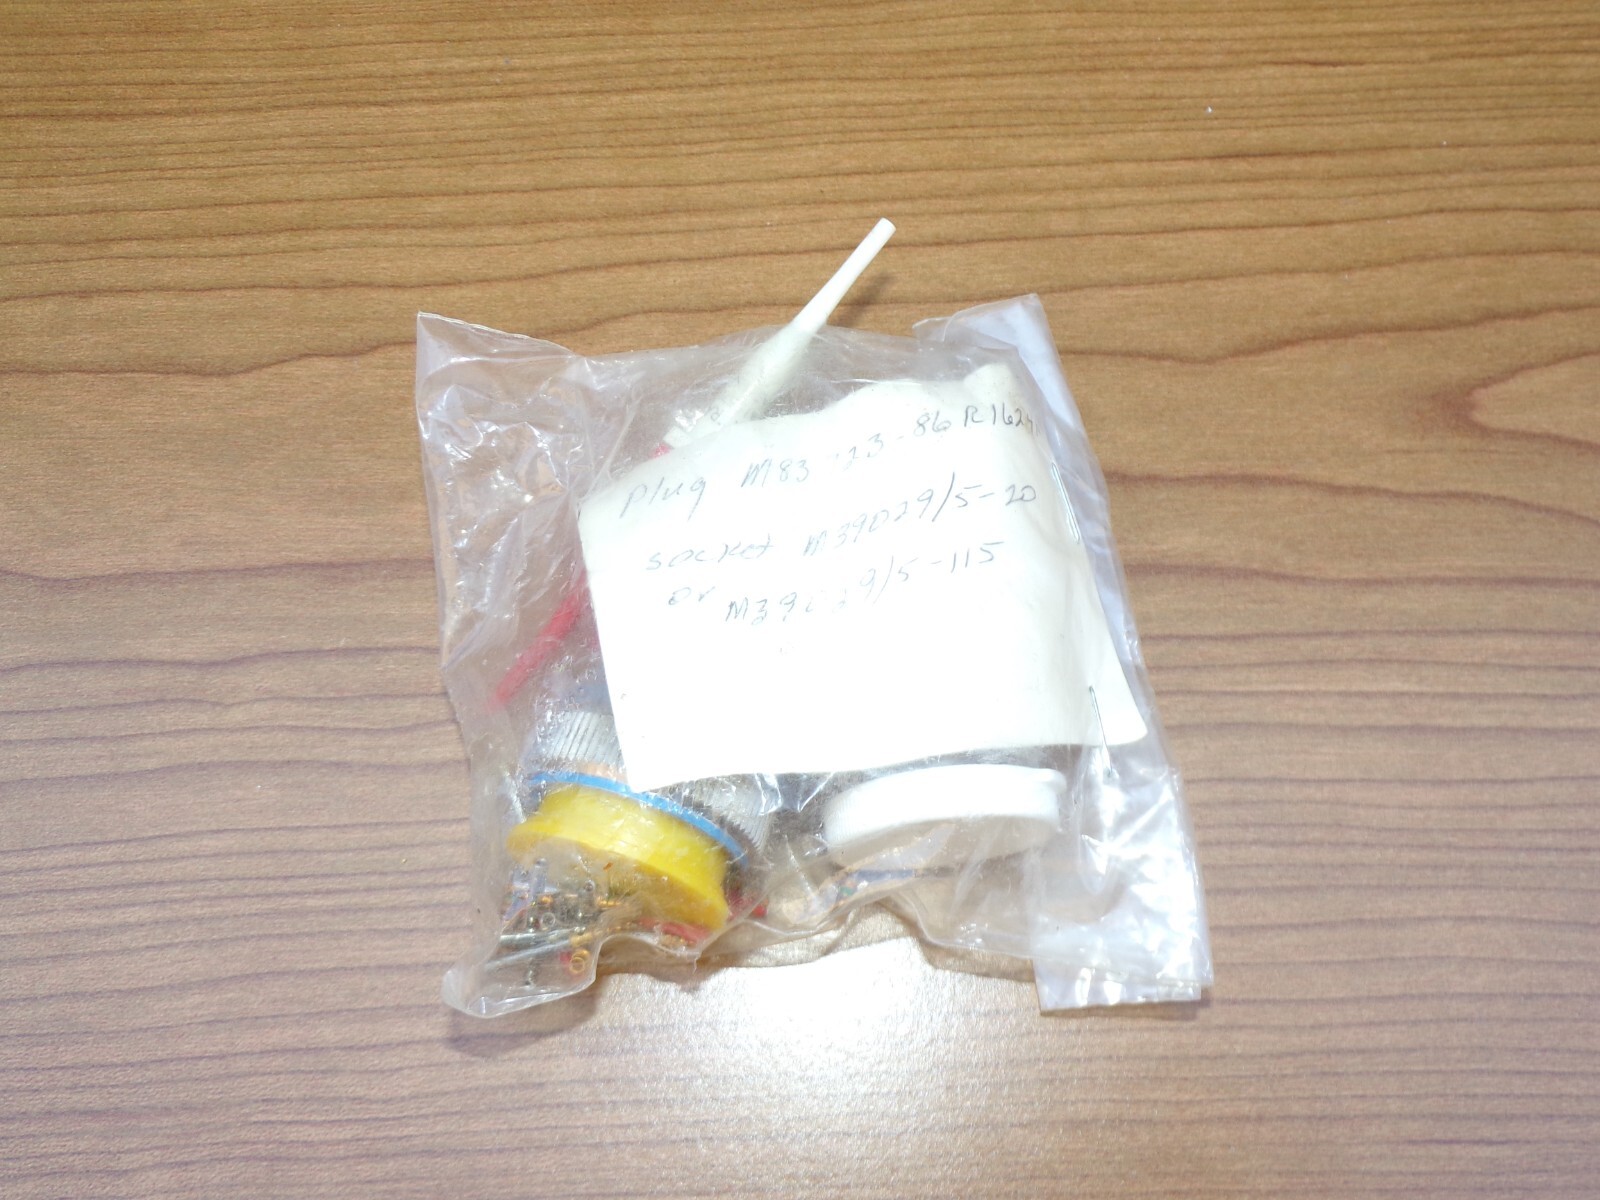 plug M83723-86R1624
socket M39029/5-20
or M39029/5-115